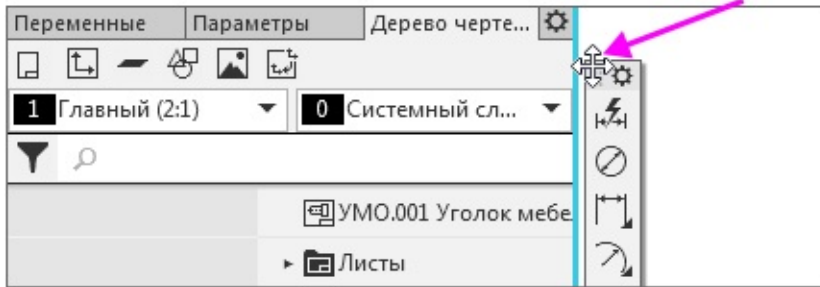 Переменные Параметры Дерево черте...
1 Главный (2:1) 0 Системный сл...
УМО.001 Уголок мебе
Листы